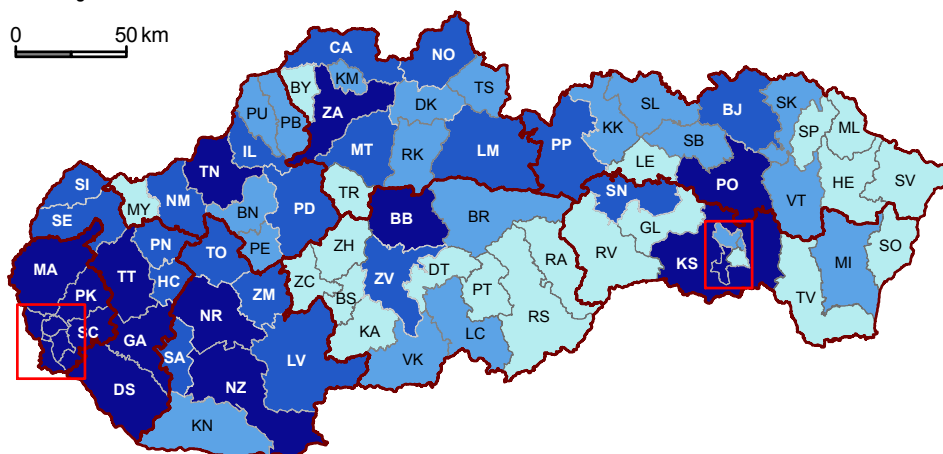 0 50 km
CA
NO
BY
KM
TS
PU
PB
ZA
DK
SL
BJ
SK
KK
SP
ML
IL
MT
RK
LM
PP
SB
LE
TN
HE
SV
SI
MY
NM
BN
PD
TR
SN
PO
VT
SE
BB
BR
GL
PN
TO
PE
ZH
RV
SO
MA
TT
HC
ZV
DT
RA
KS
MI
PK
ZC
BS
PT
TV
ZM
NR
SC
GA
KA
RS
SA
LV
LC
VK
DS
NZ
KN